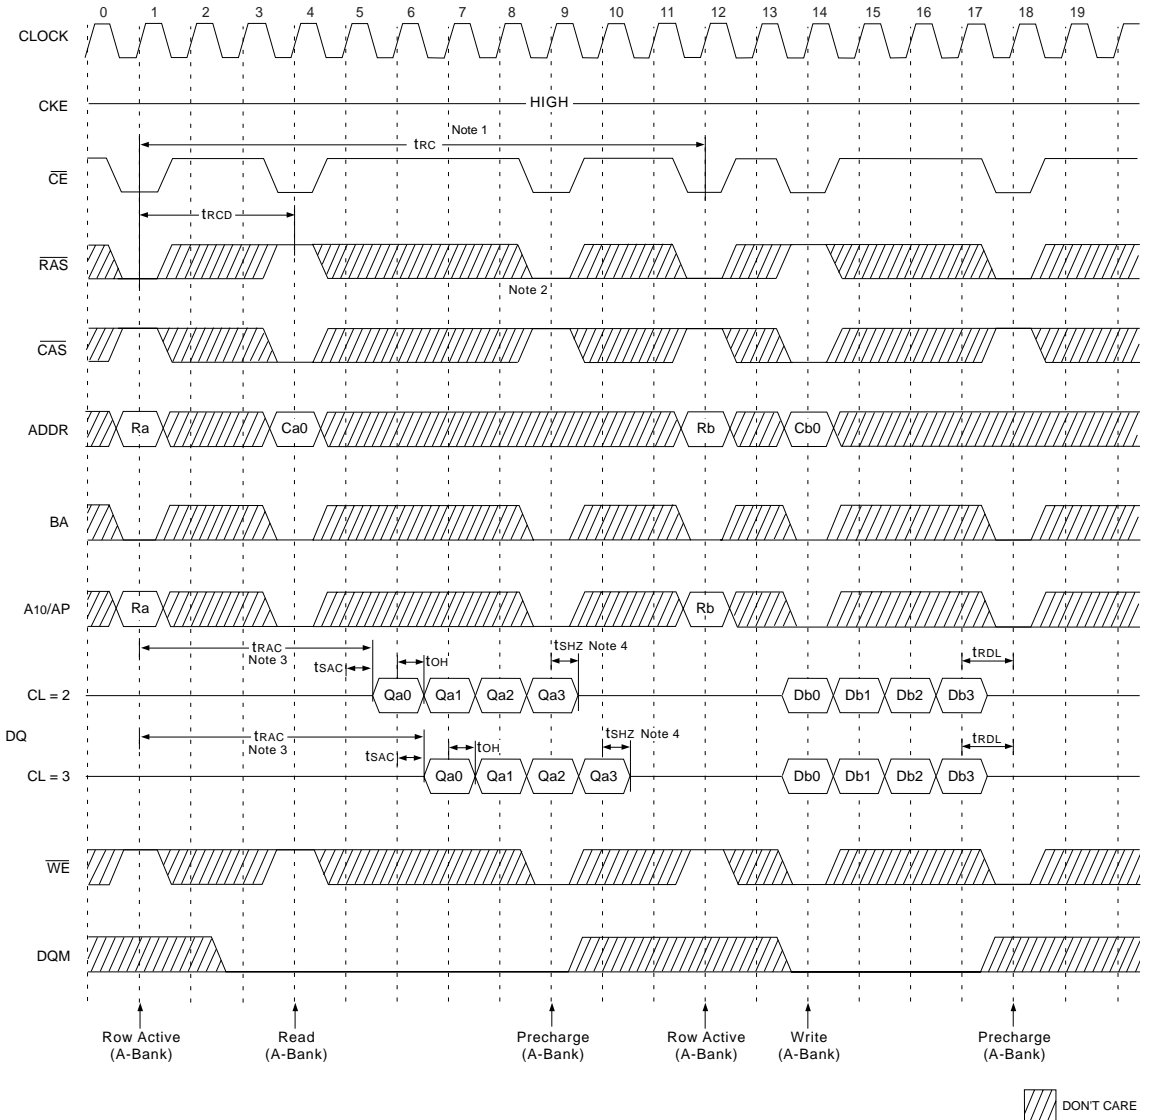 0 1 2 3 4 5 6 7 8 9 10 11 12 13 14 15 16 17 18 19
CLOCK
CKE
HIGH
Note 1
tRC
CE
tRCD
RAS
Note 2
CAS
ADDR
Ra Ca0 Rb Cb0
BA
A10/AP
Ra Rb
tRAC
Note 3
tSAC
tOH
tSHZ Note 4
tRDL
CL = 2
Qa0 Qa1 Qa2 Qa3 Db0 Db1 Db2 Db3
DQ
tRAC
Note 3
tSAC
tOH
tSHZ Note 4
tRDL
CL = 3
Qa0 Qa1 Qa2 Qa3 Db0 Db1 Db2 Db3
WE
DQM
Row Active
(A-Bank)
Read
(A-Bank)
Precharge
(A-Bank)
Row Active
(A-Bank)
Write
(A-Bank)
Precharge
(A-Bank)
DON'T CARE